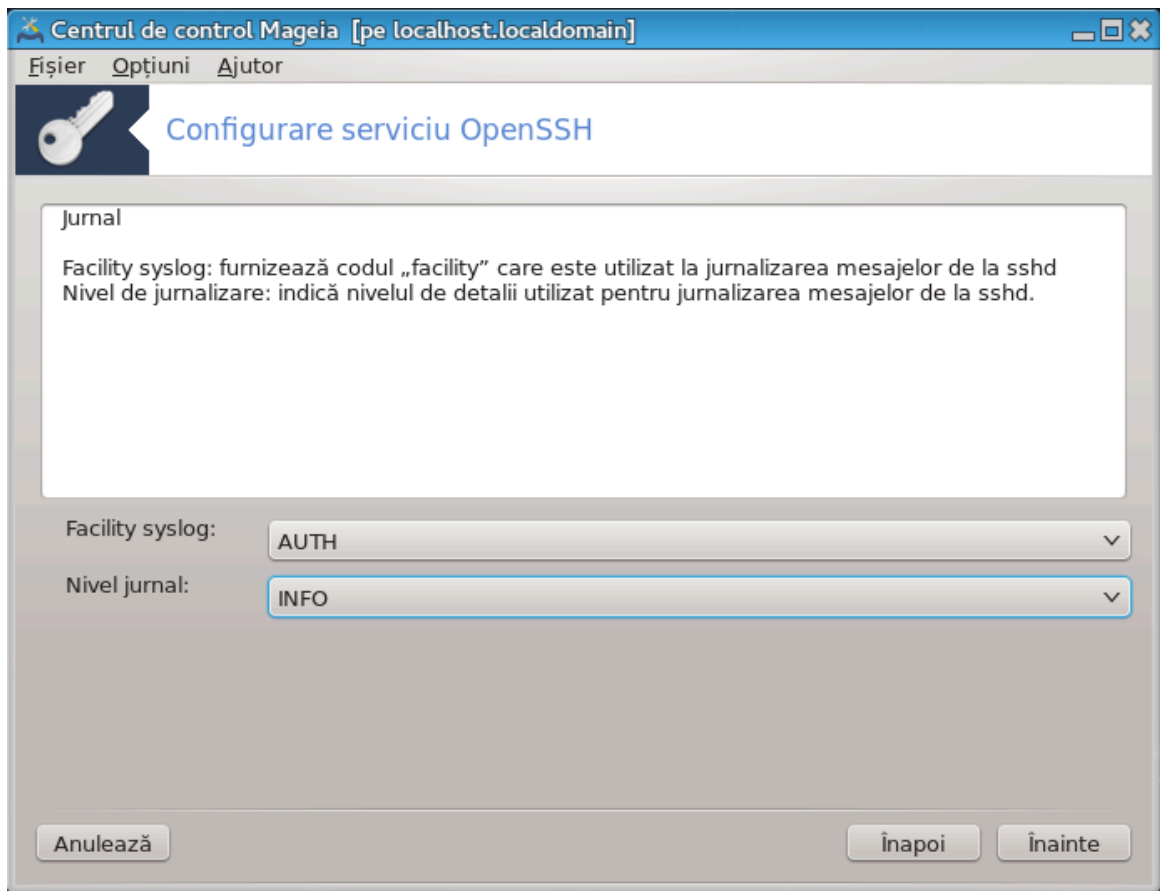 Centrul de control Mageia [pe localhost.localdomain]
Fișier Opțiuni Ajutor
Configurare serviciu OpenSSH
Jurnal
Facility syslog: furnizează codul „facility” care este utilizat la jurnalizarea mesajelor de la sshd
Nivel de jurnalizare: indică nivelul de detalii utilizat pentru jurnalizarea mesajelor de la sshd.
Facility syslog:
AUTH
Nivel jurnal:
INFO
Anulează Înapoi Înainte